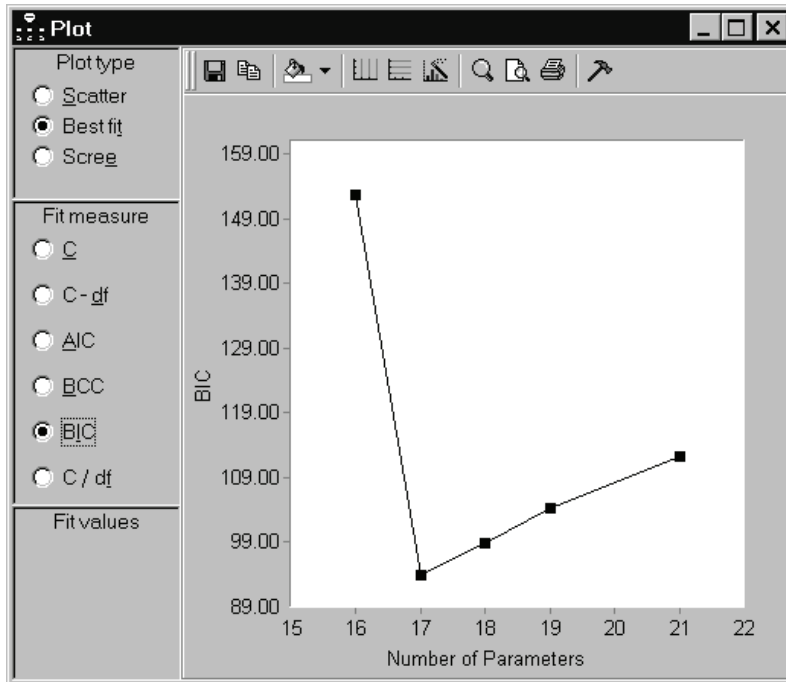 Plot
Plot type
Scatter
Best fit
Scree
Fit measure
C
C - df
AIC
BCC
BIC
C / df
Fit values
159.00
149.00
139.00
129.00
119.00
109.00
99.00
89.00
BIC
15 16 17 18 19 20 21 22
Number of Parameters